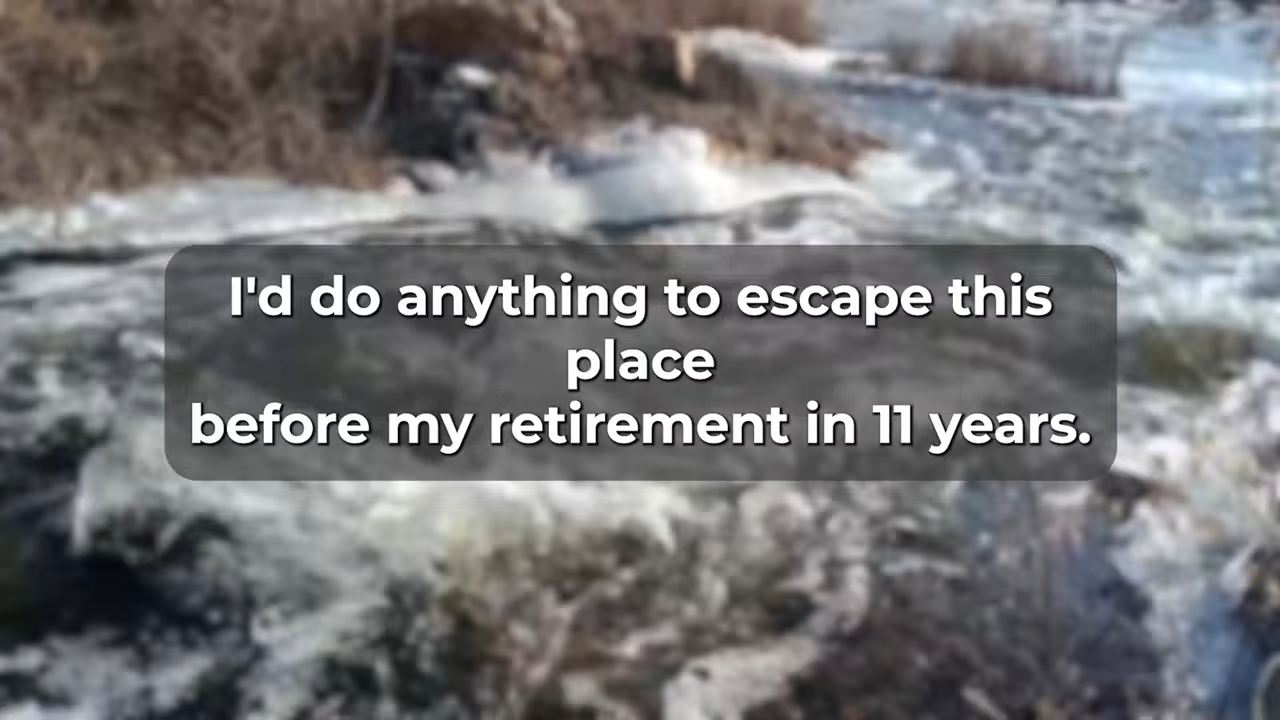 I'd do anything to escape this
place
before my retirement in 11 years.